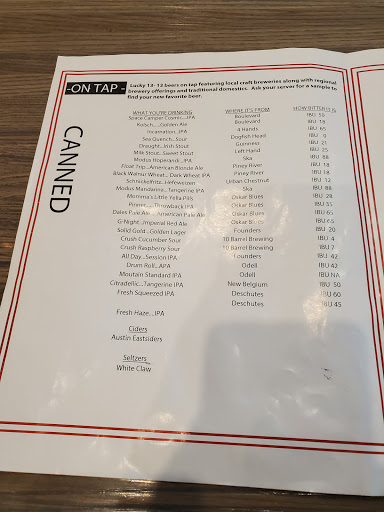 -ON TAP -
Lucky 13- 13 beers on tap featuring local craft breweries along with regional
brewery offerings and traditional domestics. Ask your server for a sample to
find your new favorite beer.
CANNED
WHAT YOU'RE DRINKING WHERE IT'S FROM HOW BITTER IT IS
Space Camper Cosmic...IPA Boulevard IBU 50
Kolsch.....Golden Ale Boulevard IBU 18
Incarnation..IPA 4 Hands IBU 65
Sea Quench...Sour Dogfish Head IBU 9
Draught..Irish Stout Guinness IBU 21
Milk Stout..Sweet Stout Left Hand IBU 25
Modus Hoperandi..IPA Ska IBU 88
Float Trip..American Blonde Ale Piney River IBU 18
Black Walnut Wheat... Dark Wheat IPA Piney River IBU 18
Schnickelfritz..Hefeweizen Urban Chestnut IBU 12
Modus Mandarina...Tangerine IPA Ska IBU 88
Momma's Little Yella Pils Oskar Blues IBU
Pinner.....Throwback IPA Oskar Blues IBU
Dales Pale Ale... American Pale Ale Oskar Blues IBU 65
G-Night..Imperial Red Ale Oskar Blues IBU
Solid Gold..Golden Lager Founders IBU 20
Crush Cucumber Sour 10 Barrel Brewing IBU 4
Crush Raspberry Sour 10 Barrel Brewing IBU 7
All Day...Session IPA Founders IBU 42
Drum Roll..APA Odell IBU 42
Moutain Standard IPA Odell IBU NA
Citradellic...Tangerine IPA New Belgium IBU 50
Fresh Squeezed IPA Deschutes IBU 60
Deschutes IBU 45
Fresh Haze...IPA
Ciders
Austin Eastsiders
Seltzers
White Claw